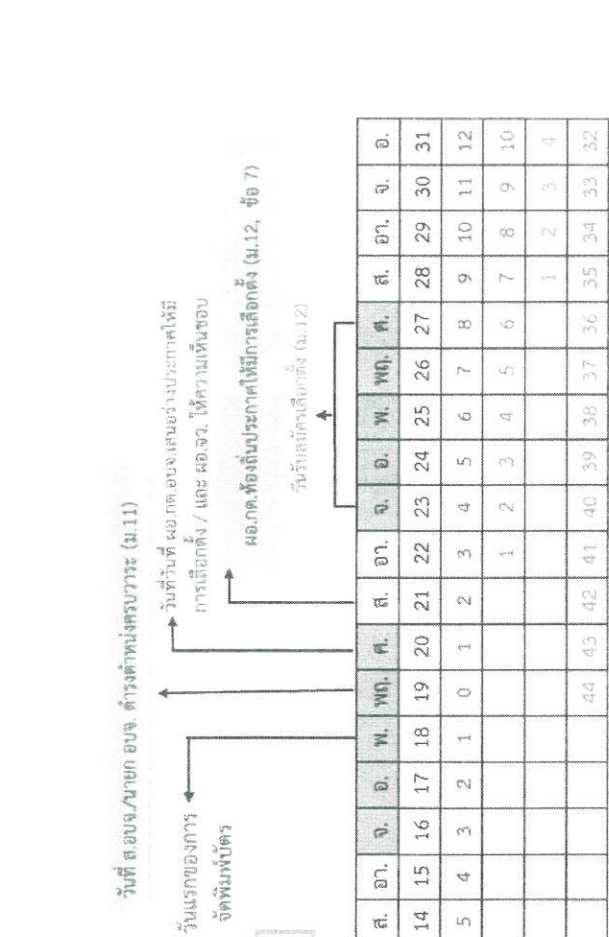 วันที่ ส.อบจ./นายก อบจ. ดำรงตำแหน่งครบวาระ (ม.11)
วันที่วันที่ ผอ.กต.อบจ.เสนอร่างประกาศให้มี
การเลือกตั้ง / และ ผอ.จว. ให้ความเห็นชอบ
ผอ.กต.ท้องถิ่นประกาศให้มีการเลือกตั้ง (ม.12, ข้อ 7)
วันรับสมัครเลือกตั้ง (ม.12)
วันแรกของการ
จัดพิมพ์บัตร
ส. อา. จ. อ. พ. พฤ. ศ. ส. อา. จ. อ. พ. พฤ. ศ. ส. อา. จ. อ.
14 15 16 17 18 19 20 21 22 23 24 25 26 27 28 29 30 31
5 4 3 2 1 0 1 2 3 4 5 6 7 8 9 10 11 12
1 2 3 4 5 6 7 8 9 10
1 2 3 4
44 43 42 41 40 39 38 37 36 35 34 33 32